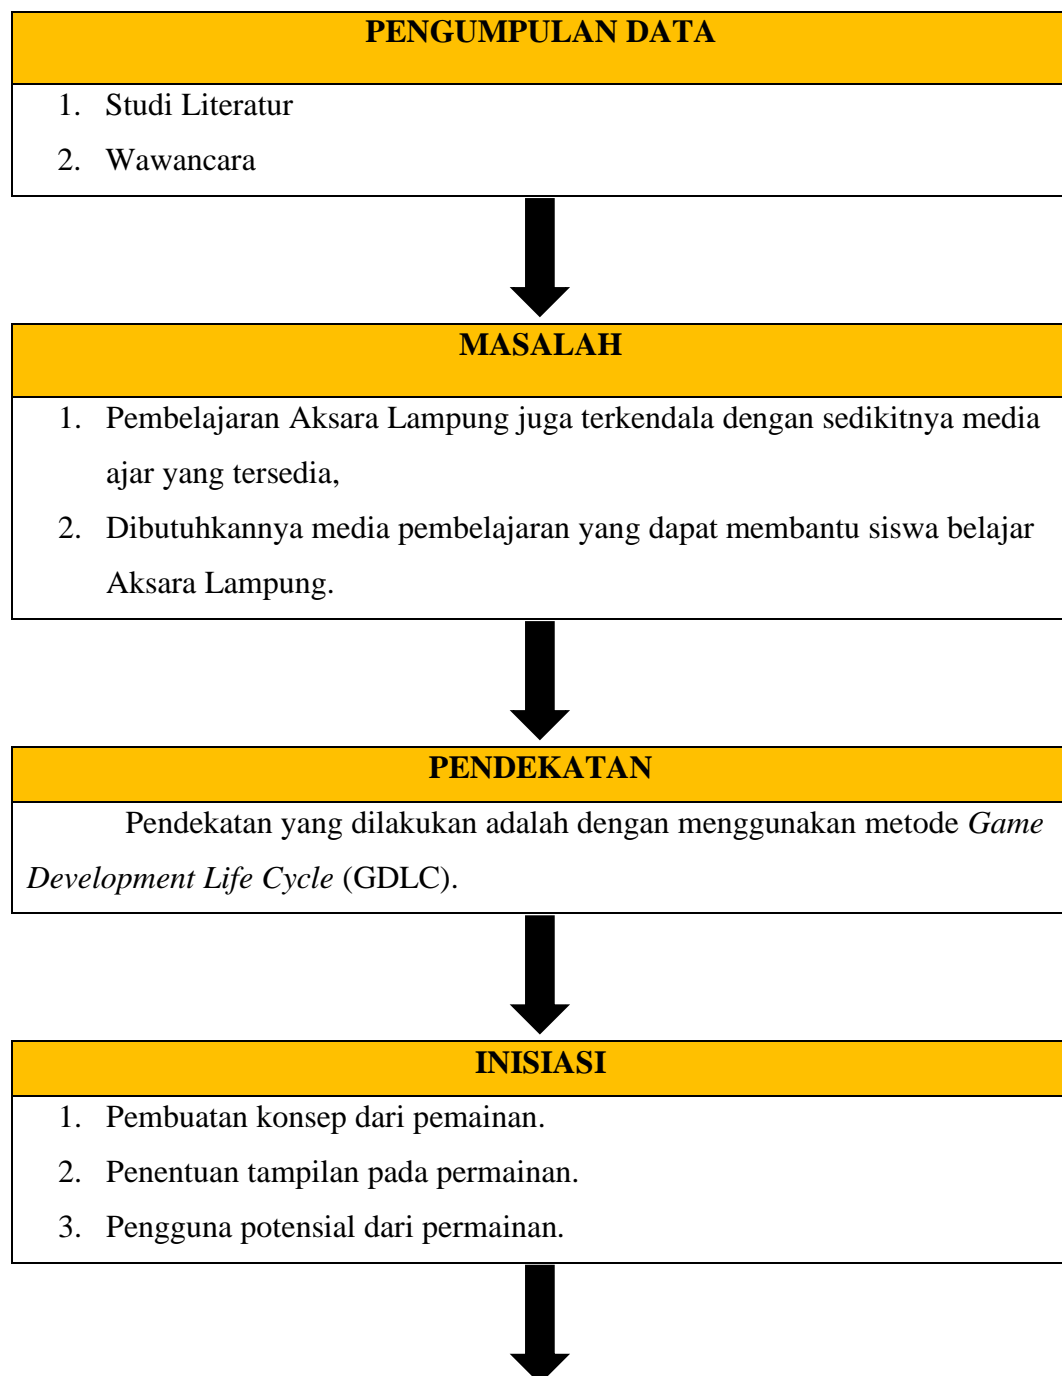 PENGUMPULAN DATA
1. Studi Literatur
2. Wawancara
MASALAH
1. Pembelajaran Aksara Lampung juga terkendala dengan sedikitnya media
ajar yang tersedia,
2. Dibutuhkannya media pembelajaran yang dapat membantu siswa belajar
Aksara Lampung.
PENDEKATAN
Pendekatan yang dilakukan adalah dengan menggunakan metode Game
Development Life Cycle (GDLC).
INISIASI
1. Pembuatan konsep dari pemainan.
2. Penentuan tampilan pada permainan.
3. Pengguna potensial dari permainan.